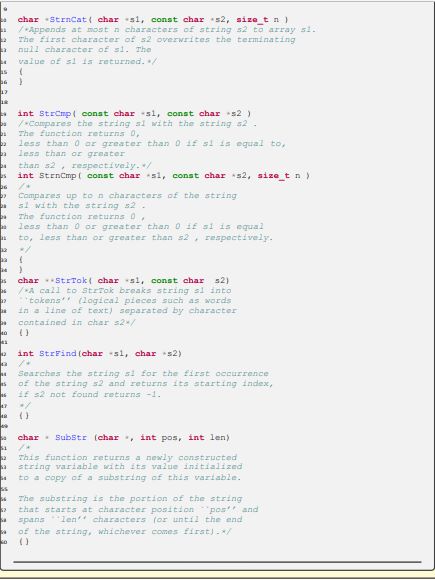 9
10 char *StrnCat( char *s1, const char *s2, size_t n )
11 /*Appends at most n characters of string s2 to array s1.
12 The first character of s2 overwrites the terminating
13 null character of s1. The
14 value of s1 is returned.*/
15 {
16 }
17
18
19 int StrCmp( const char *s1, const char *s2 )
20 /*Compares the string s1 with the string s2 .
21 The function returns 0,
22 less than 0 or greater than 0 if s1 is equal to,
23 less than or greater
24 than s2 , respectively.*/
25 int StrnCmp( const char *s1, const char *s2, size_t n )
26 /*
27 Compares up to n characters of the string
28 s1 with the string s2 .
29 The function returns 0 ,
30 less than 0 or greater than 0 if s1 is equal
31 to, less than or greater than s2 , respectively.
32 */
33 {
34 }
35 char **StrTok( char *s1, const char s2)
36 /*A call to StrTok breaks string s1 into
37 ``tokens'' (logical pieces such as words
38 in a line of text) separated by character
39 contained in char s2*/
40 {}
41
42 int StrFind(char *s1, char *s2)
43 /*
44 Searches the string s1 for the first occurrence
45 of the string s2 and returns its starting index,
46 if s2 not found returns -1.
47 */
48 {}
49
50 char * SubStr (char *, int pos, int len)
51 /*
52 This function returns a newly constructed
53 string variable with its value initialized
54 to a copy of a substring of this variable.
55
56 The substring is the portion of the string
57 that starts at character position ``pos'' and
58 spans ``len'' characters (or until the end
59 of the string, whichever comes first).*/
60 {}